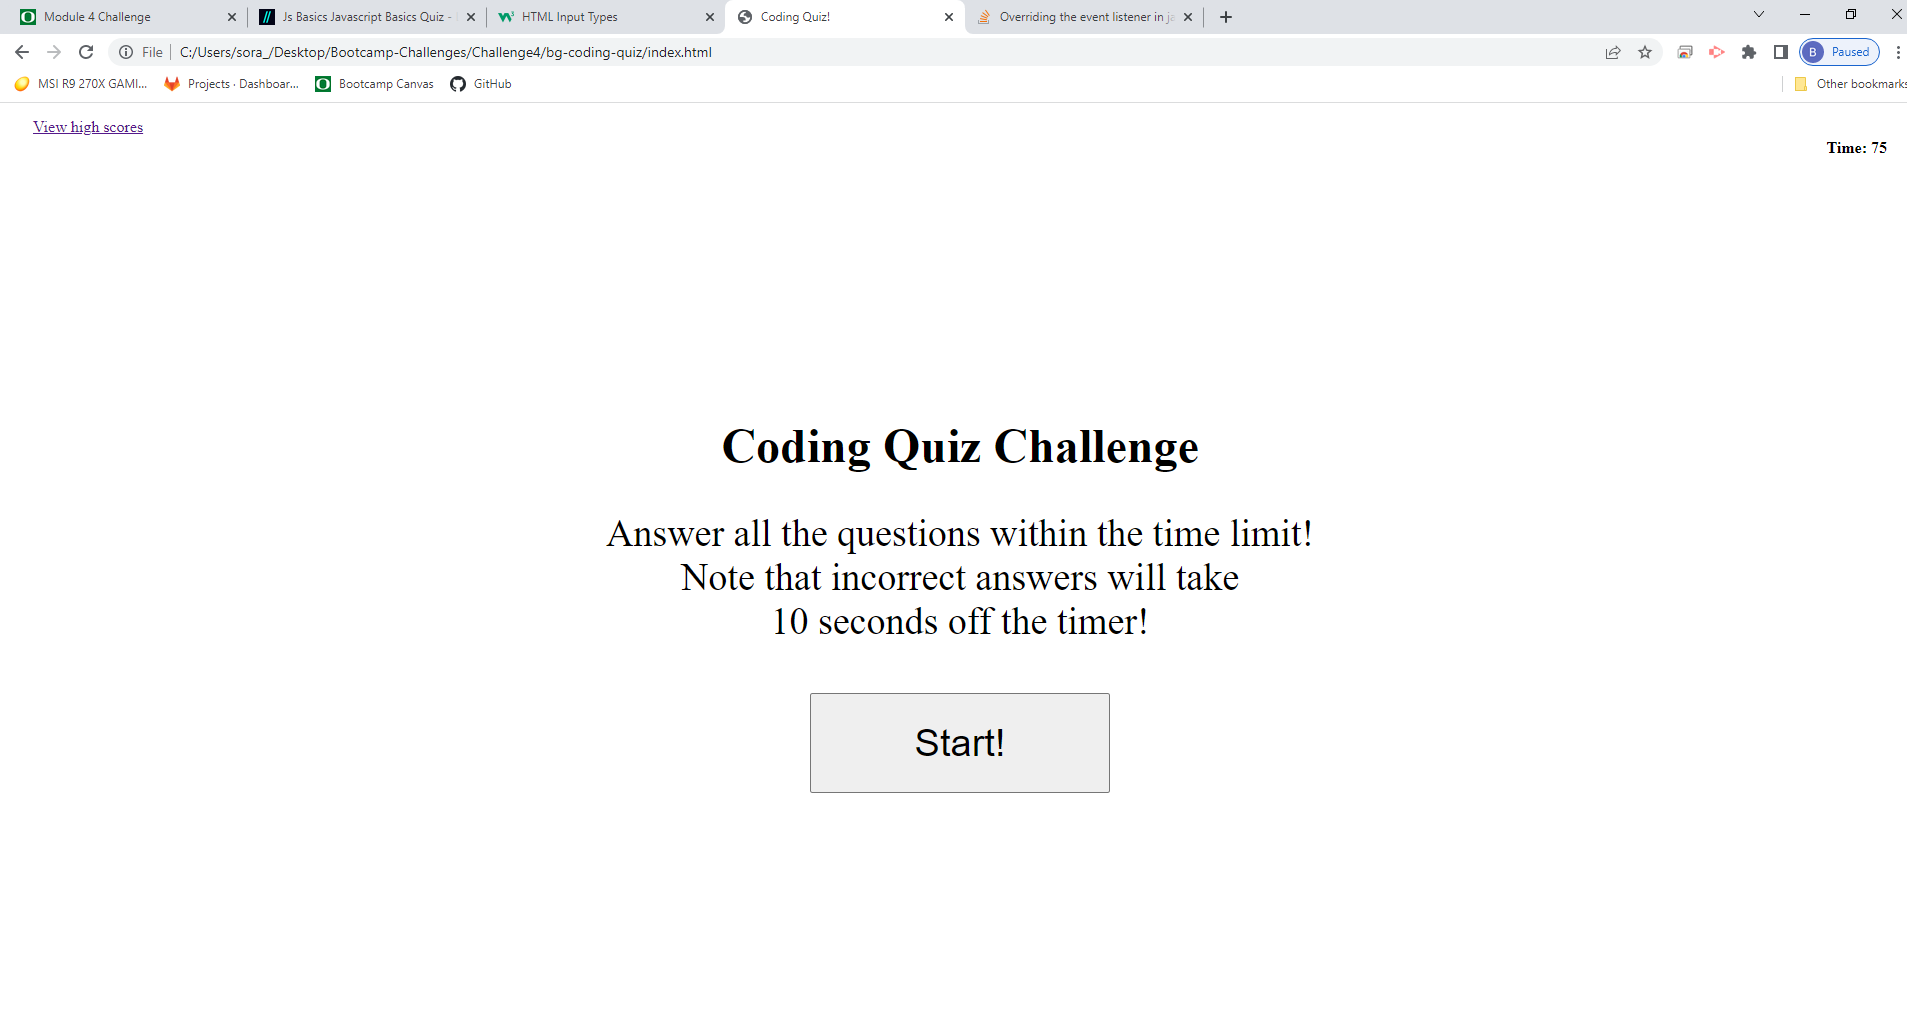 Module 4 Challenge
Js Basics Javascript Basics Quiz -
HTML Input Types
Coding Quiz!
Overriding the event listener in
File
C:/Users/sora_/Desktop/Bootcamp-Challenges/Challenge4/bg-coding-quiz/index.html
B Paused
MSI R9 270X GAMI...
Projects · Dashboar...
Bootcamp Canvas
GitHub
Other bookmarks
View high scores
Time: 75
Coding Quiz Challenge
Answer all the questions within the time limit!
Note that incorrect answers will take
10 seconds off the timer!
Start!